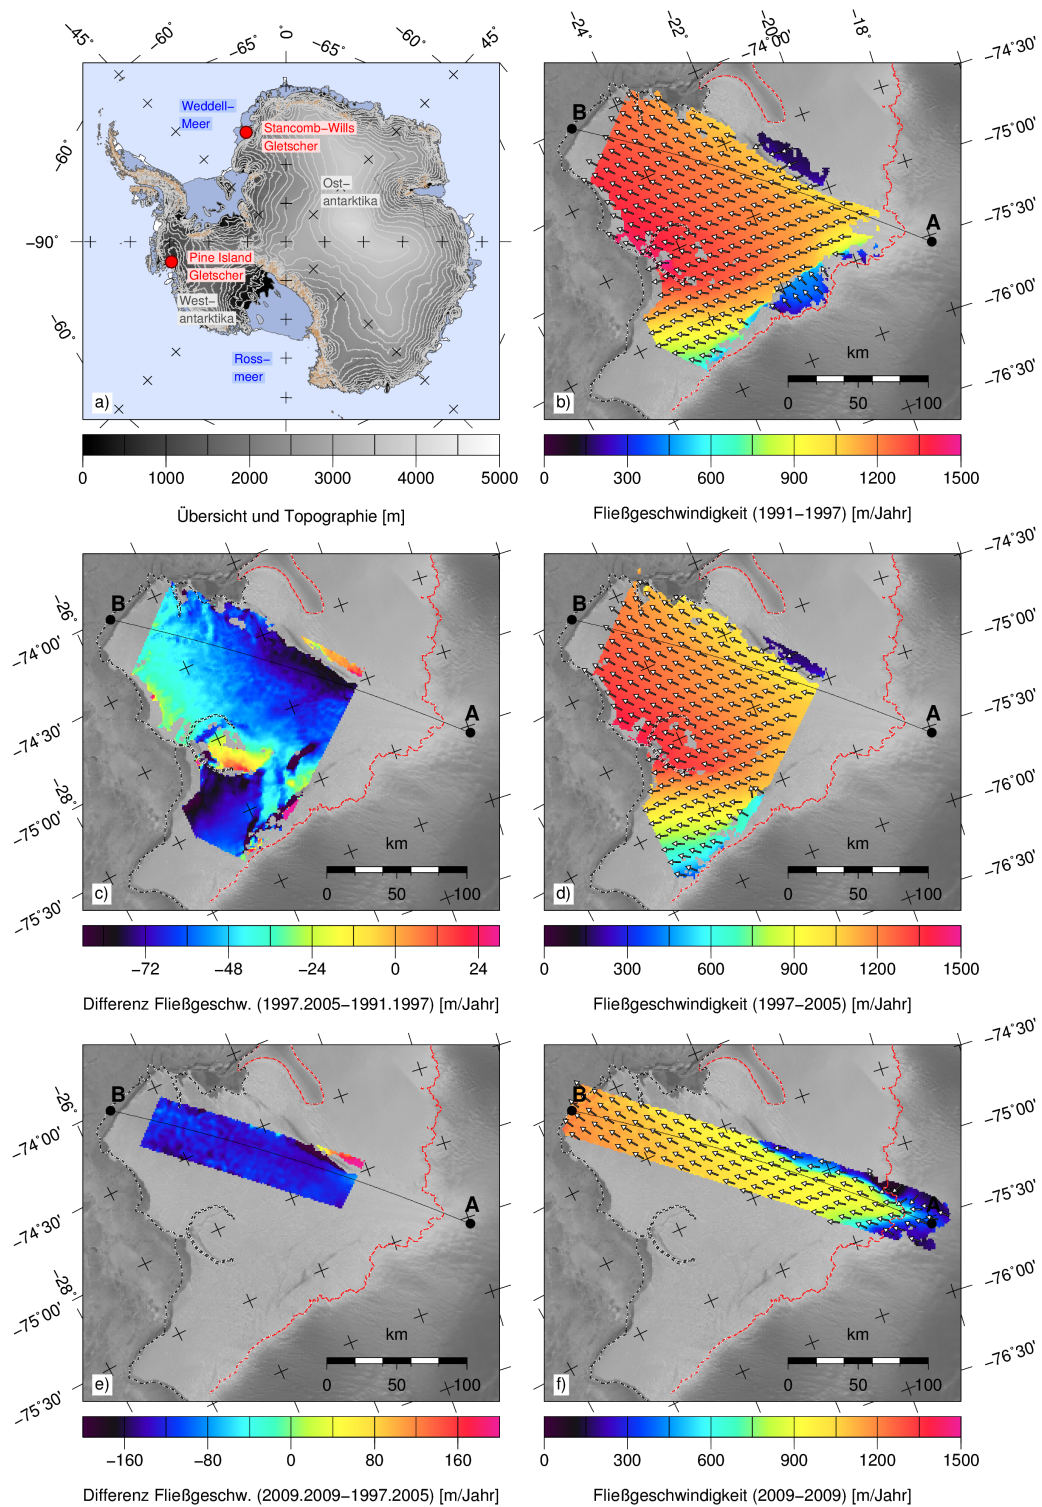 −45° −60° −65° 0° −65° −60° 45°
Weddell−
Meer
Stancomb−Wills
Gletscher
−60°
Ost−
antarktika
−90°
Pine Island
Gletscher
West−
antarktika
−60°
Ross−
meer
a)
0 1000 2000 3000 4000 5000
Übersicht und Topographie [m]
−24° −22° −20° −74°00' −18° −74°30'
B
−75°00'
A
−75°30'
−76°00'
km
−76°30'
b)
0 50 100
0 300 600 900 1200 1500
Fließgeschwindigkeit (1991−1997) [m/Jahr]
−26°
B
−74°00'
A
−74°30'
−28°
−75°00'
km
c)
0 50 100
−75°30'
−72 −48 −24 0 24
Differenz Fließgeschw. (1997.2005−1991.1997) [m/Jahr]
−74°30'
B
−75°00'
A
−75°30'
−76°00'
km
−76°30'
d)
0 50 100
0 300 600 900 1200 1500
Fließgeschwindigkeit (1997−2005) [m/Jahr]
−26°
B
−74°00'
A
−74°30'
−28°
−75°00'
km
e)
0 50 100
−75°30'
−160 −80 0 80 160
Differenz Fließgeschw. (2009.2009−1997.2005) [m/Jahr]
−74°30'
B
−75°00'
A
−75°30'
−76°00'
km
−76°30'
f)
0 50 100
0 300 600 900 1200 1500
Fließgeschwindigkeit (2009−2009) [m/Jahr]